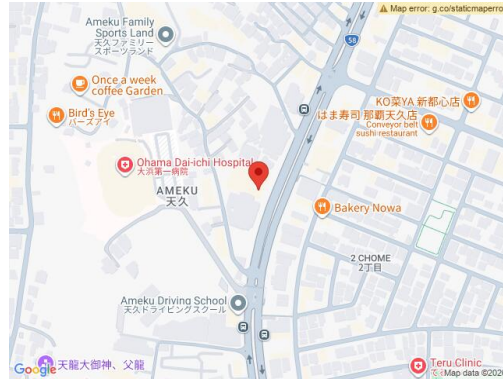 Map error: g.co/staticmaperro
Ameku Family
Sports Land
天久ファミリー
スポーツランド
58
Once a week
coffee Garden
KO菜YA 新都心店
はま寿司 那覇天久店
Conveyor belt
sushi restaurant
Bird's Eye
バーズアイ
Ohama Dai-ichi Hospital
大浜第一病院
AMEKU
天久
Bakery Nowa
2 CHOME
2丁目
Ameku Driving School
天久ドライビングスクール
天龍大御神、父龍
Teru Clinic
Google
Map data ©202